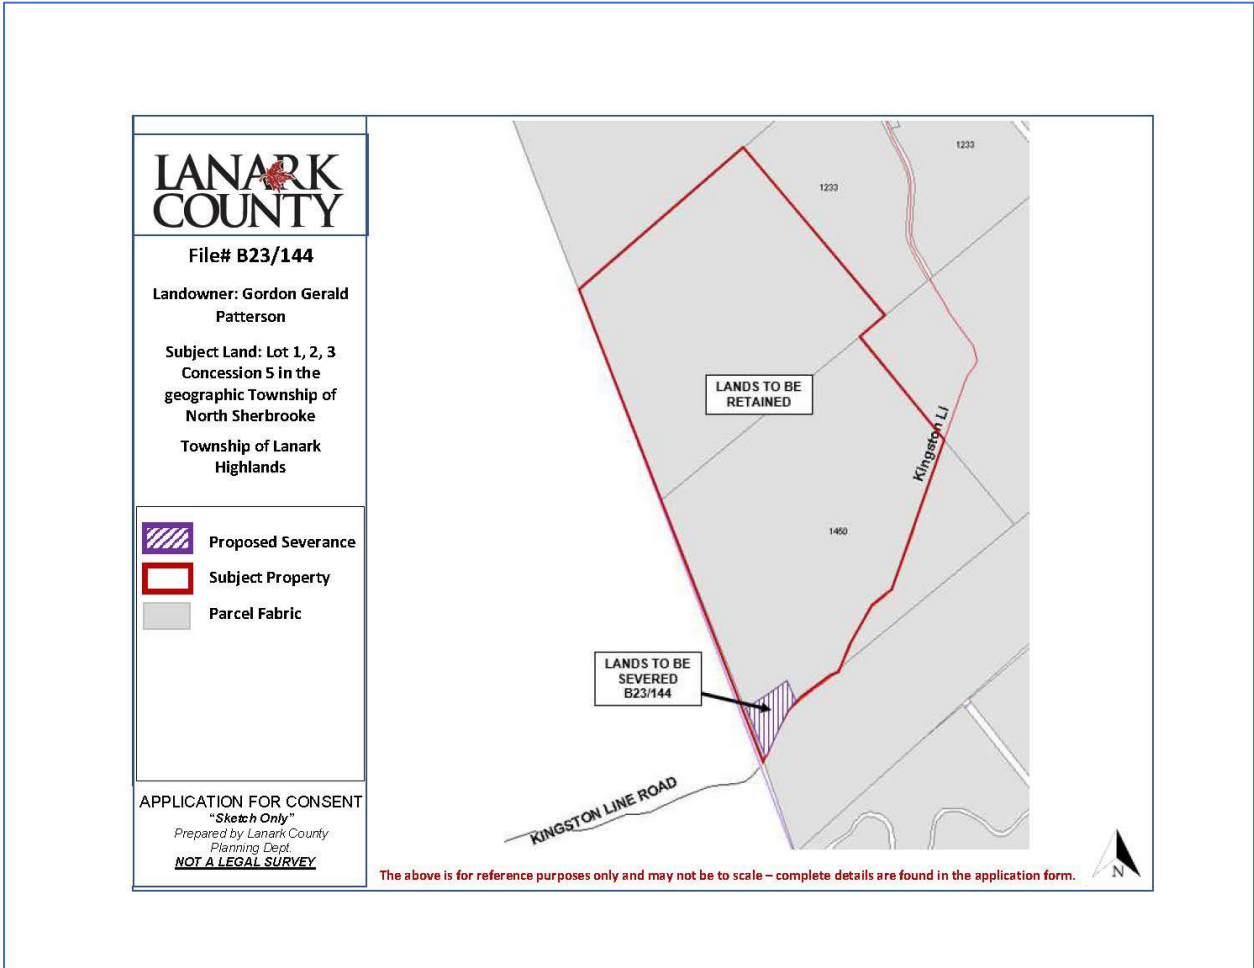 LANARK
COUNTY
File# B23/144
Landowner: Gordon Gerald
Patterson
Subject Land: Lot 1, 2, 3
Concession 5 in the
geographic Township of
North Sherbrooke
Township of Lanark
Highlands
Proposed Severance
Subject Property
Parcel Fabric
APPLICATION FOR CONSENT
"Sketch Only"
Prepared by Lanark County
Planning Dept.
NOT A LEGAL SURVEY
1233
1233
LANDS TO BE
RETAINED
Kingston Li
1450
LANDS TO BE
SEVERED
B23/144
KINGSTON LINE ROAD
The above is for reference purposes only and may not be to scale – complete details are found in the application form.
N